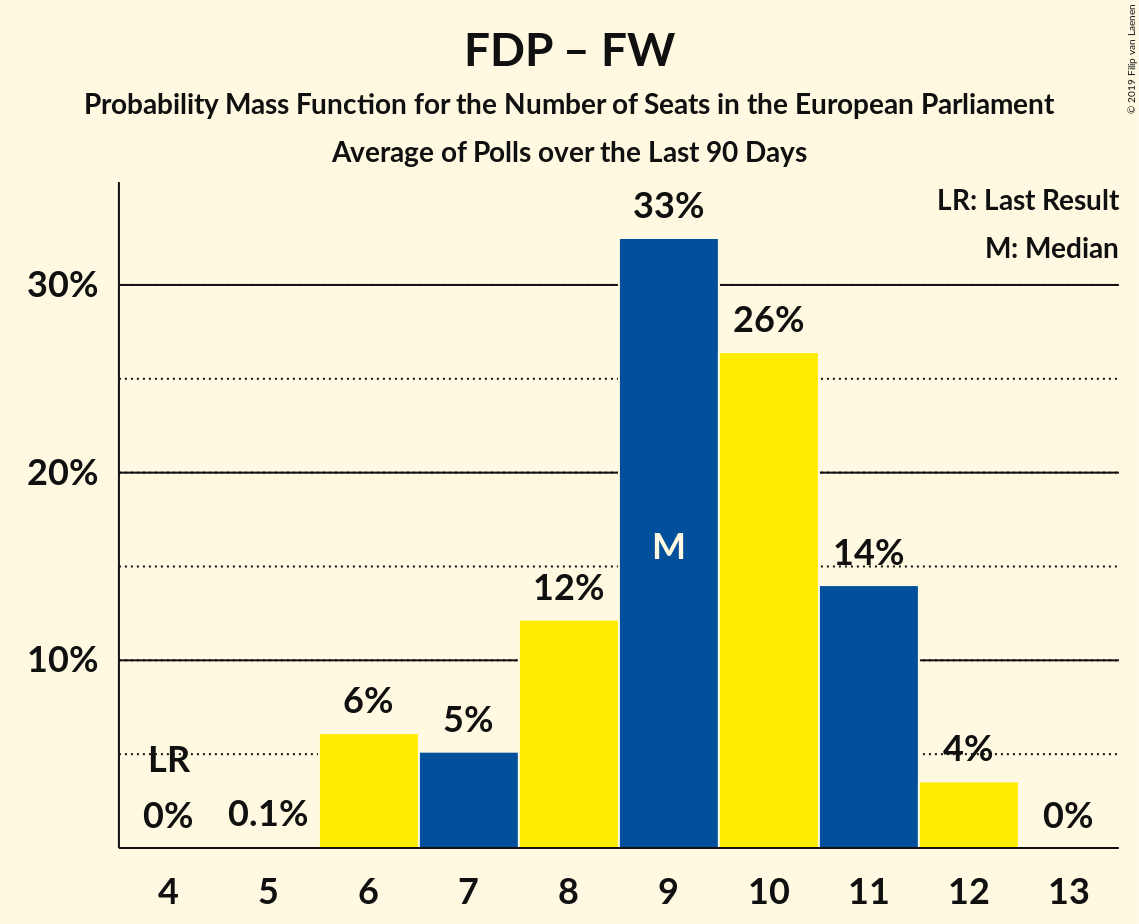 FDP – FW
Probability Mass Function for the Number of Seats in the European Parliament
Average of Polls over the Last 90 Days
© 2019 Filip van Laenen
LR: Last Result
M: Median
33%
30%
26%
20%
M
14%
12%
10%
6%
5%
4%
LR
0%
0.1%
0%
4 5 6 7 8 9 10 11 12 13